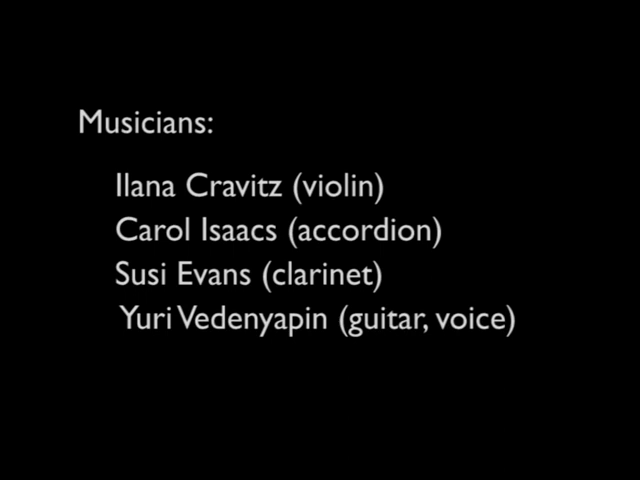 Musicians:
Ilana Cravitz (violin)
Carol Isaacs (accordion)
Susi Evans (clarinet)
Yuri Vedenyapin (guitar, voice)